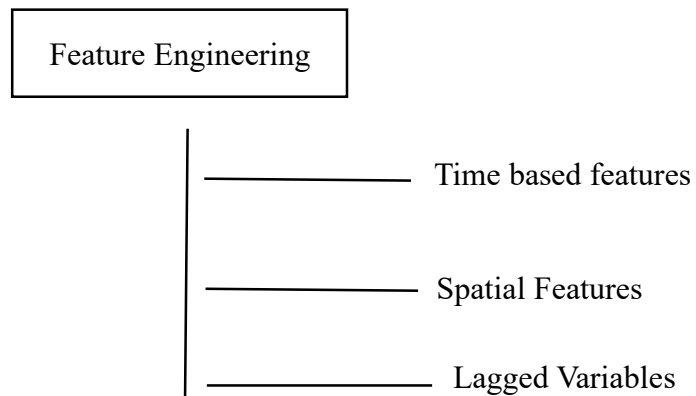 Feature Engineering
Time based features
Spatial Features
Lagged Variables